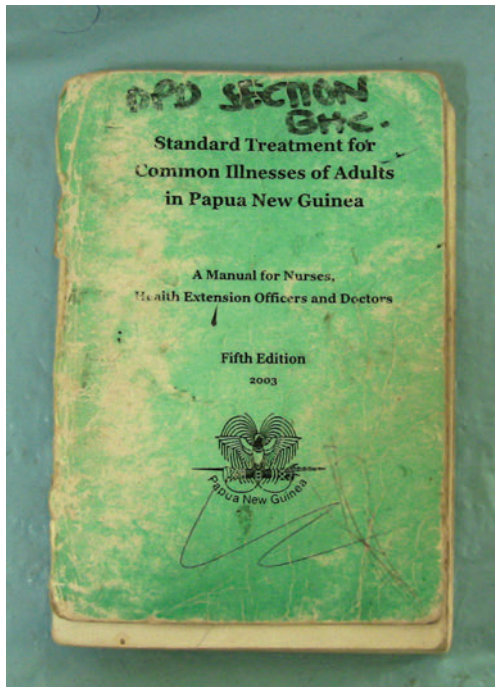 OPD SECTION
GHC.
Standard Treatment for
Common Illnesses of Adults
in Papua New Guinea
A Manual for Nurses,
Health Extension Officers and Doctors
Fifth Edition
2003
Papua New Guinea